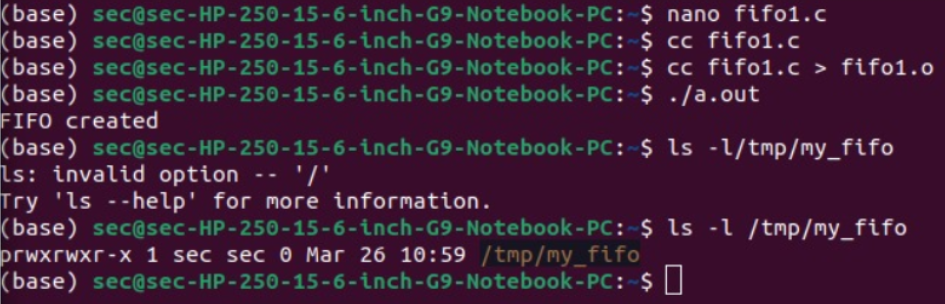 (base) sec@sec-HP-250-15-6-inch-G9-Notebook-PC:~$ nano fifo1.c
(base) sec@sec-HP-250-15-6-inch-G9-Notebook-PC:~$ cc fifo1.c
(base) sec@sec-HP-250-15-6-inch-G9-Notebook-PC:~$ cc fifo1.c > fifo1.o
(base) sec@sec-HP-250-15-6-inch-G9-Notebook-PC:~$ ./a.out
FIFO created
(base) sec@sec-HP-250-15-6-inch-G9-Notebook-PC:~$ ls -l/tmp/my_fifo
ls: invalid option -- '/'
Try 'ls --help' for more information.
(base) sec@sec-HP-250-15-6-inch-G9-Notebook-PC:~$ ls -l /tmp/my_fifo
prwxrwxr-x 1 sec sec 0 Mar 26 10:59 /tmp/my_fifo
(base) sec@sec-HP-250-15-6-inch-G9-Notebook-PC:~$